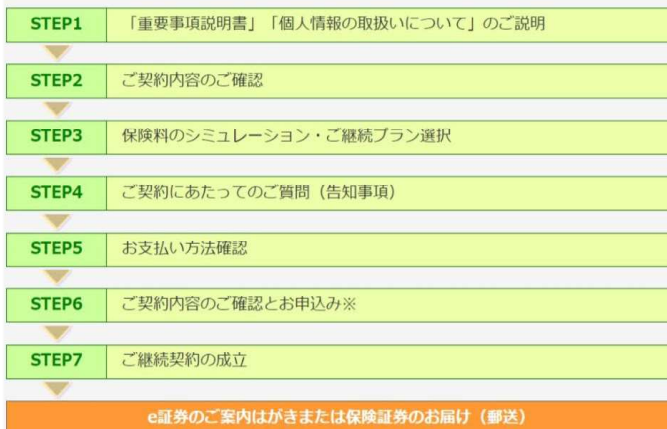 STEP1 「重要事項説明書」「個人情報の取扱いについて」のご説明
STEP2 ご契約内容のご確認
STEP3 保険料のシミュレーション・ご継続プラン選択
STEP4 ご契約にあたってのご質問（告知事項）
STEP5 お支払い方法確認
STEP6 ご契約内容のご確認とお申込み※
STEP7 ご継続契約の成立
e証券のご案内はがきまたは保険証券のお届け（郵送）